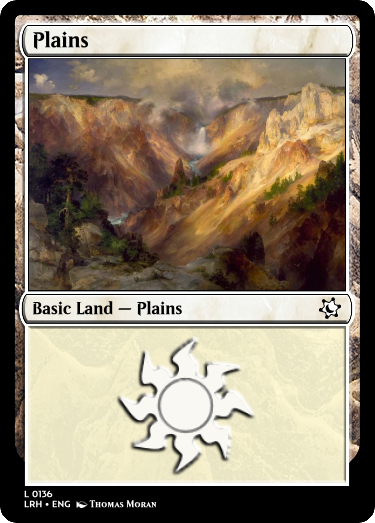 Plains
Basic Land — Plains
L 0136
LRH • ENG Thomas Moran